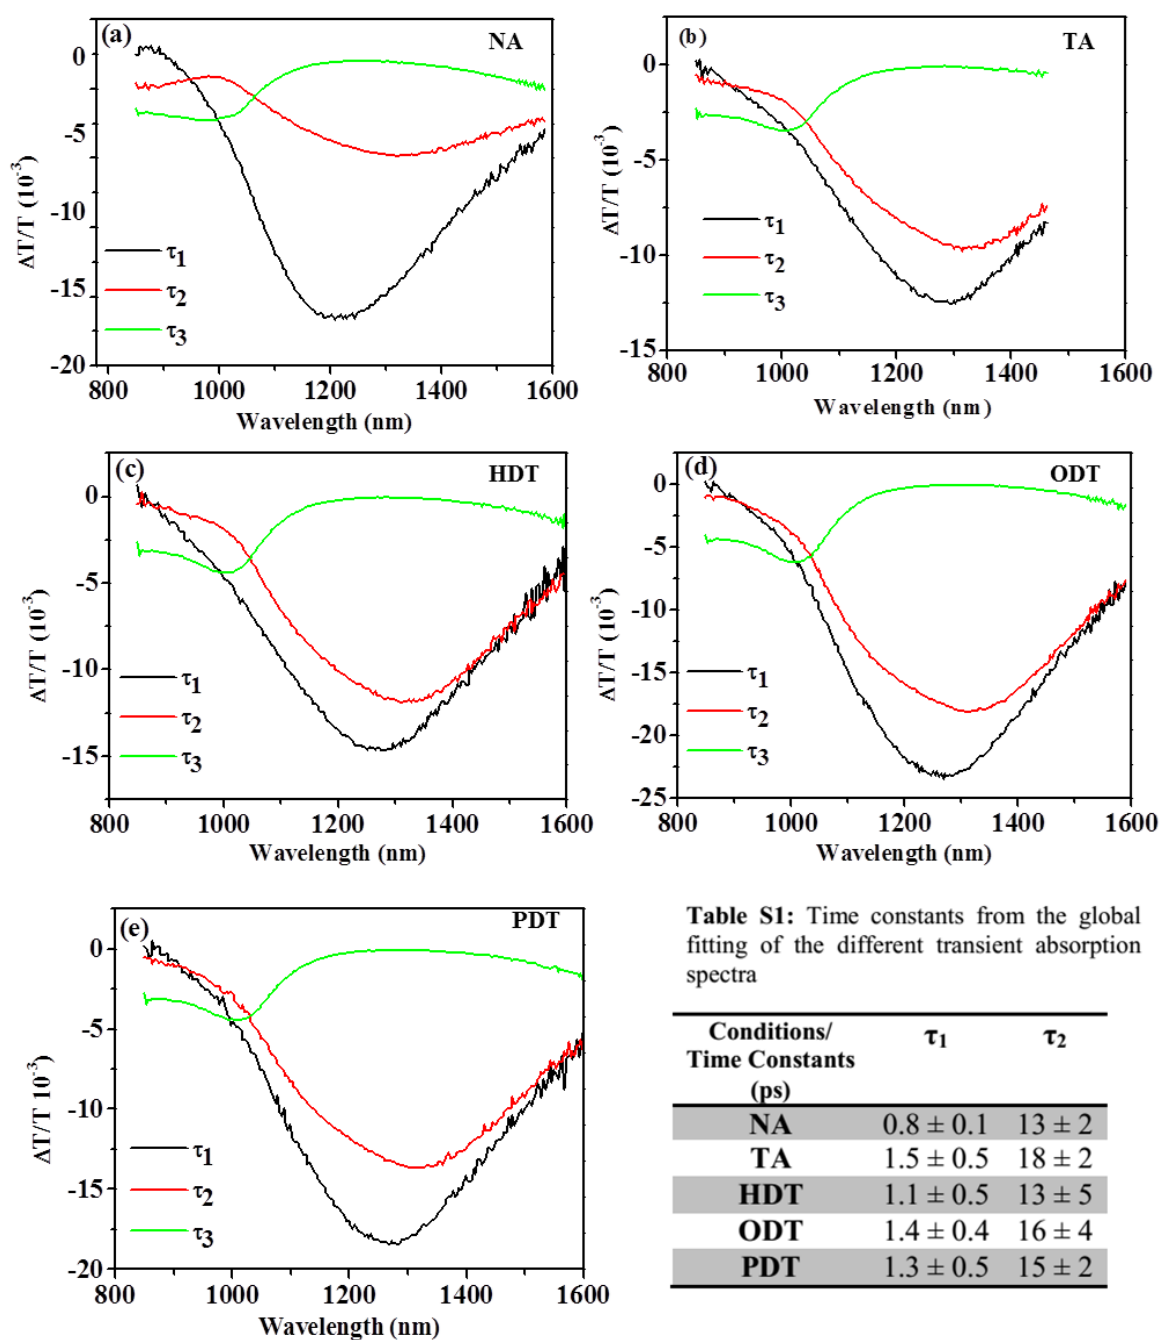 (a)
NA
0
-5
-10
-15
-20
ΔT/T (10⁻³)
τ₁
τ₂
τ₃
800 1000 1200 1400 1600
Wavelength (nm)
(b)
TA
0
-5
-10
-15
ΔT/T (10⁻³)
τ₁
τ₂
τ₃
800 1000 1200 1400 1600
Wavelength (nm)
(c)
HDT
0
-5
-10
-15
ΔT/T (10⁻³)
τ₁
τ₂
τ₃
800 1000 1200 1400 1600
Wavelength (nm)
(d)
ODT
0
-5
-10
-15
-20
-25
ΔT/T (10⁻³)
τ₁
τ₂
τ₃
800 1000 1200 1400 1600
Wavelength (nm)
(e)
PDT
0
-5
-10
-15
-20
ΔT/T 10⁻³)
τ₁
τ₂
τ₃
800 1000 1200 1400 1600
Wavelength (nm)
Table S1: Time constants from the global
fitting of the different transient absorption
spectra
Conditions/ τ₁ τ₂
Time Constants
(ps)
NA 0.8 ± 0.1 13 ± 2
TA 1.5 ± 0.5 18 ± 2
HDT 1.1 ± 0.5 13 ± 5
ODT 1.4 ± 0.4 16 ± 4
PDT 1.3 ± 0.5 15 ± 2